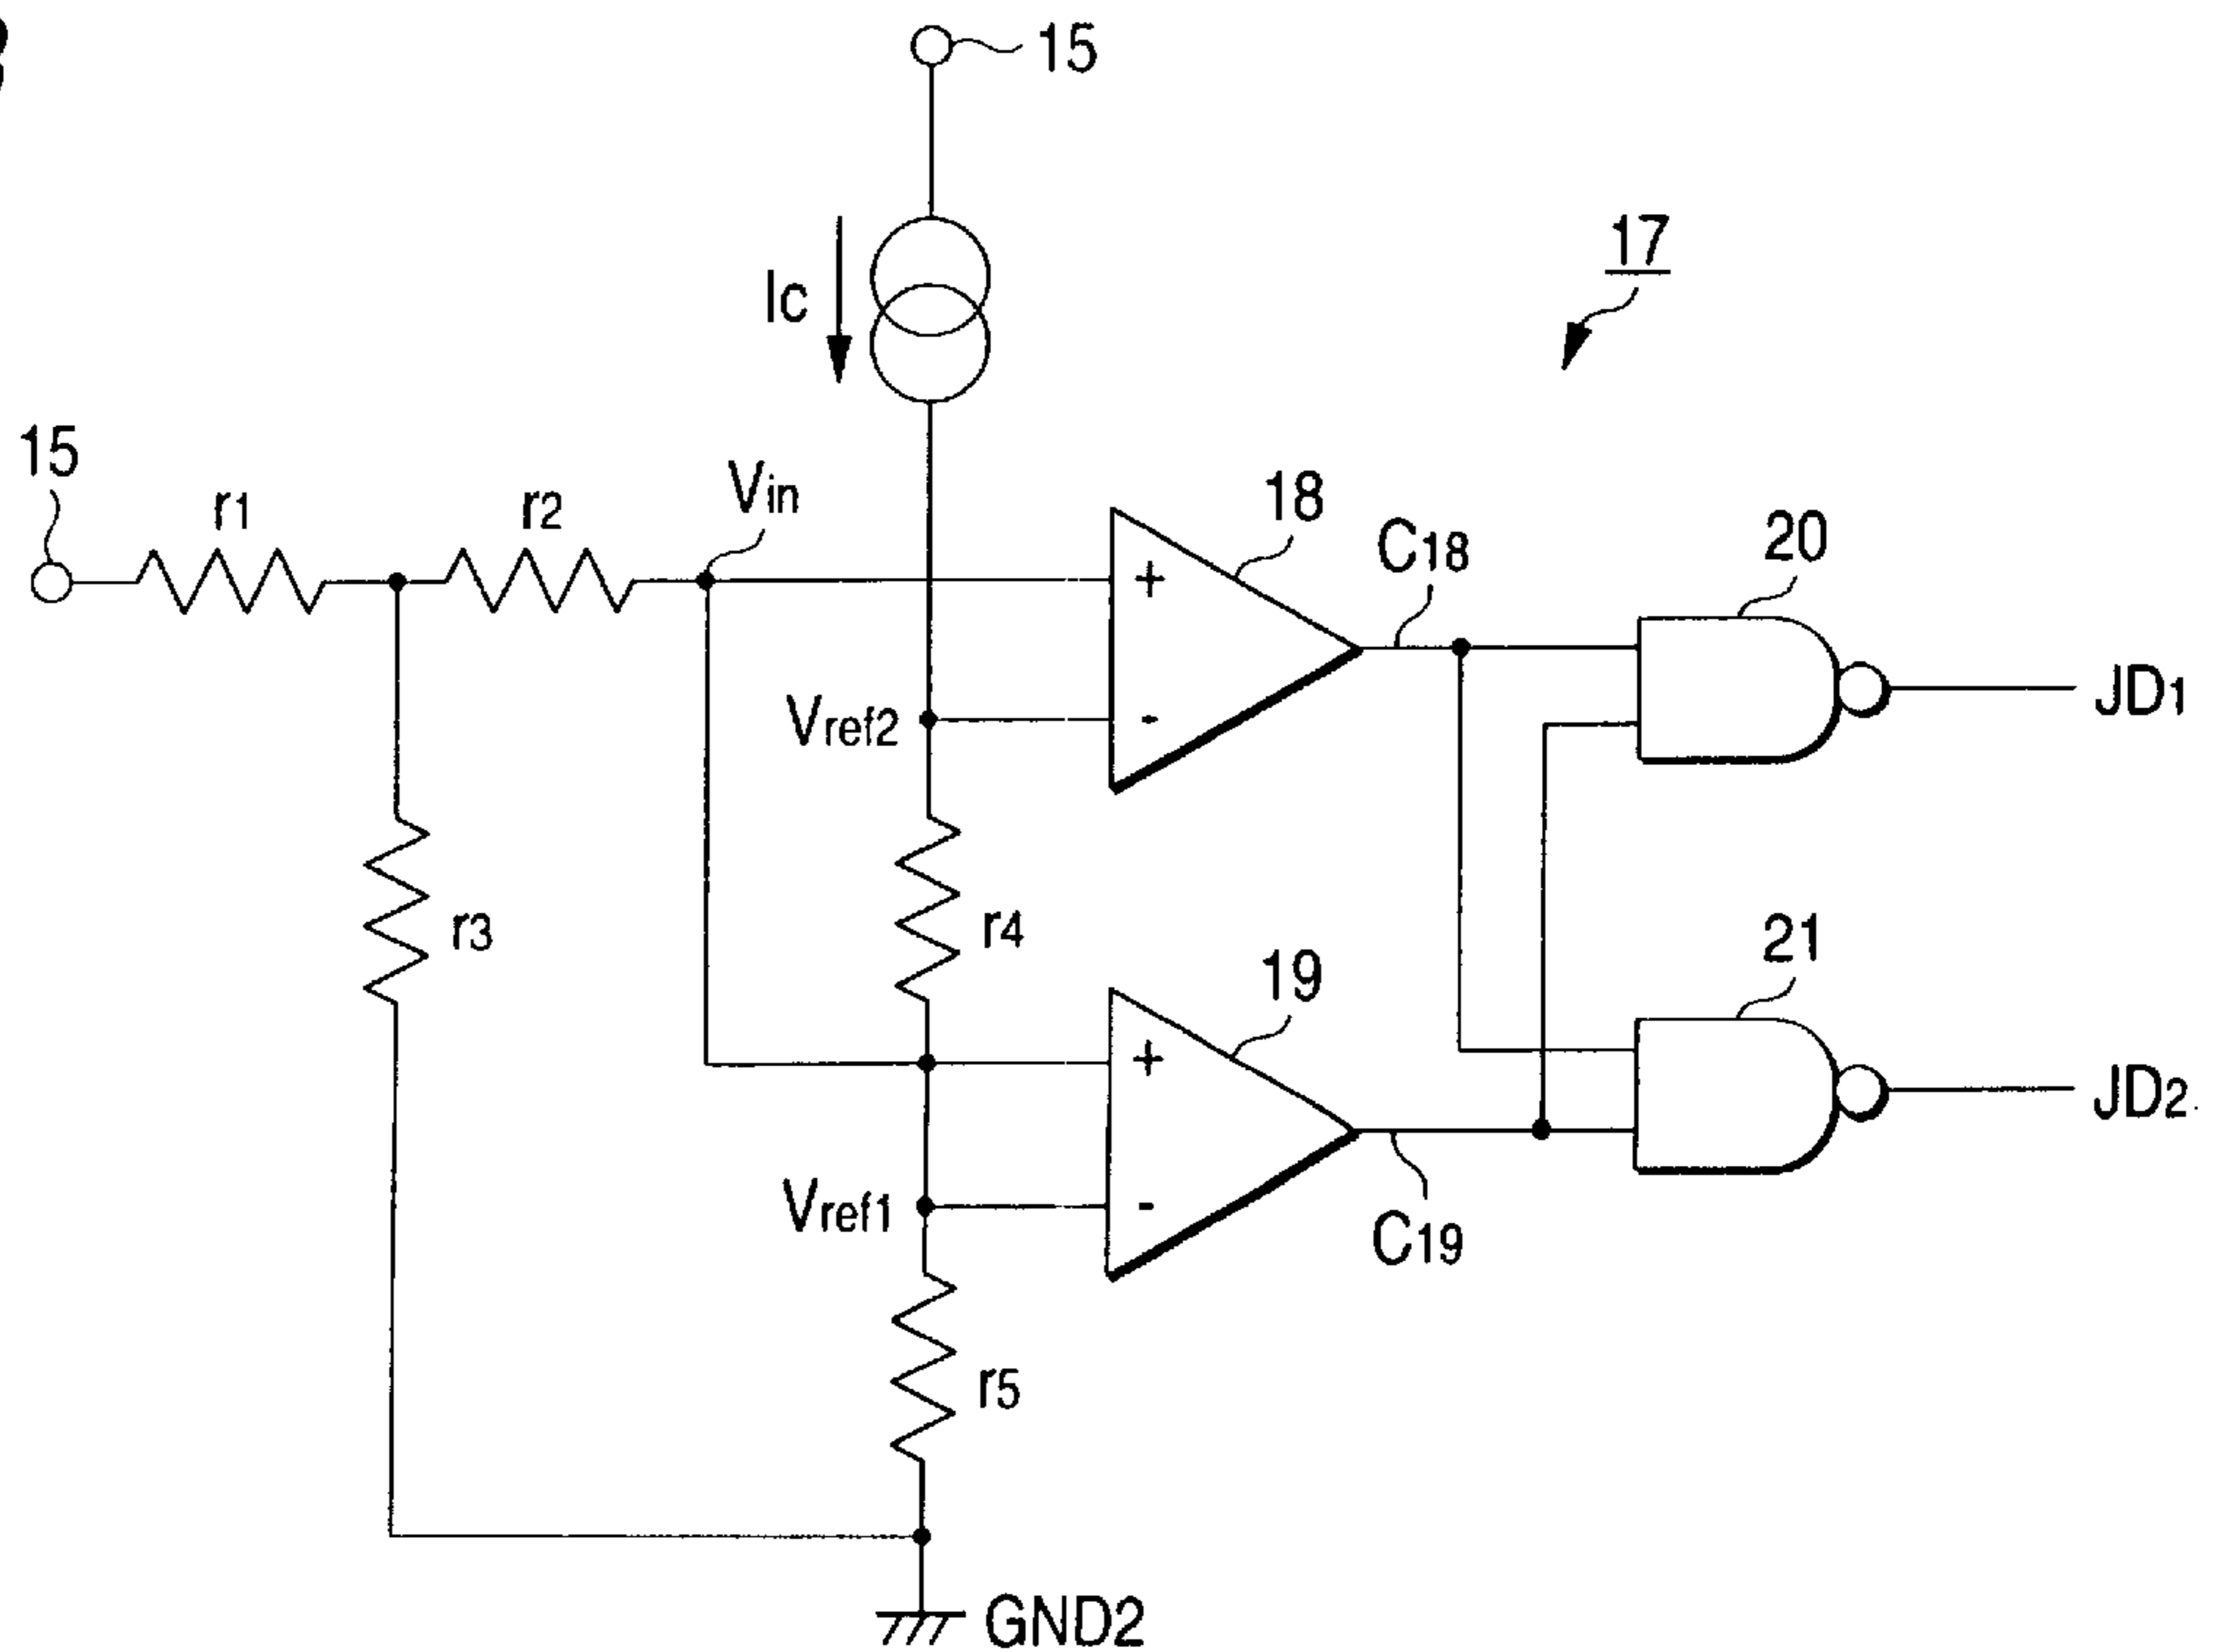 15
17
Ic
15
r1
r2
Vin
18
C18
20
+
JD1
Vref2
-
r3
r4
19
21
+
JD2
Vref1
-
C19
r5
GND2